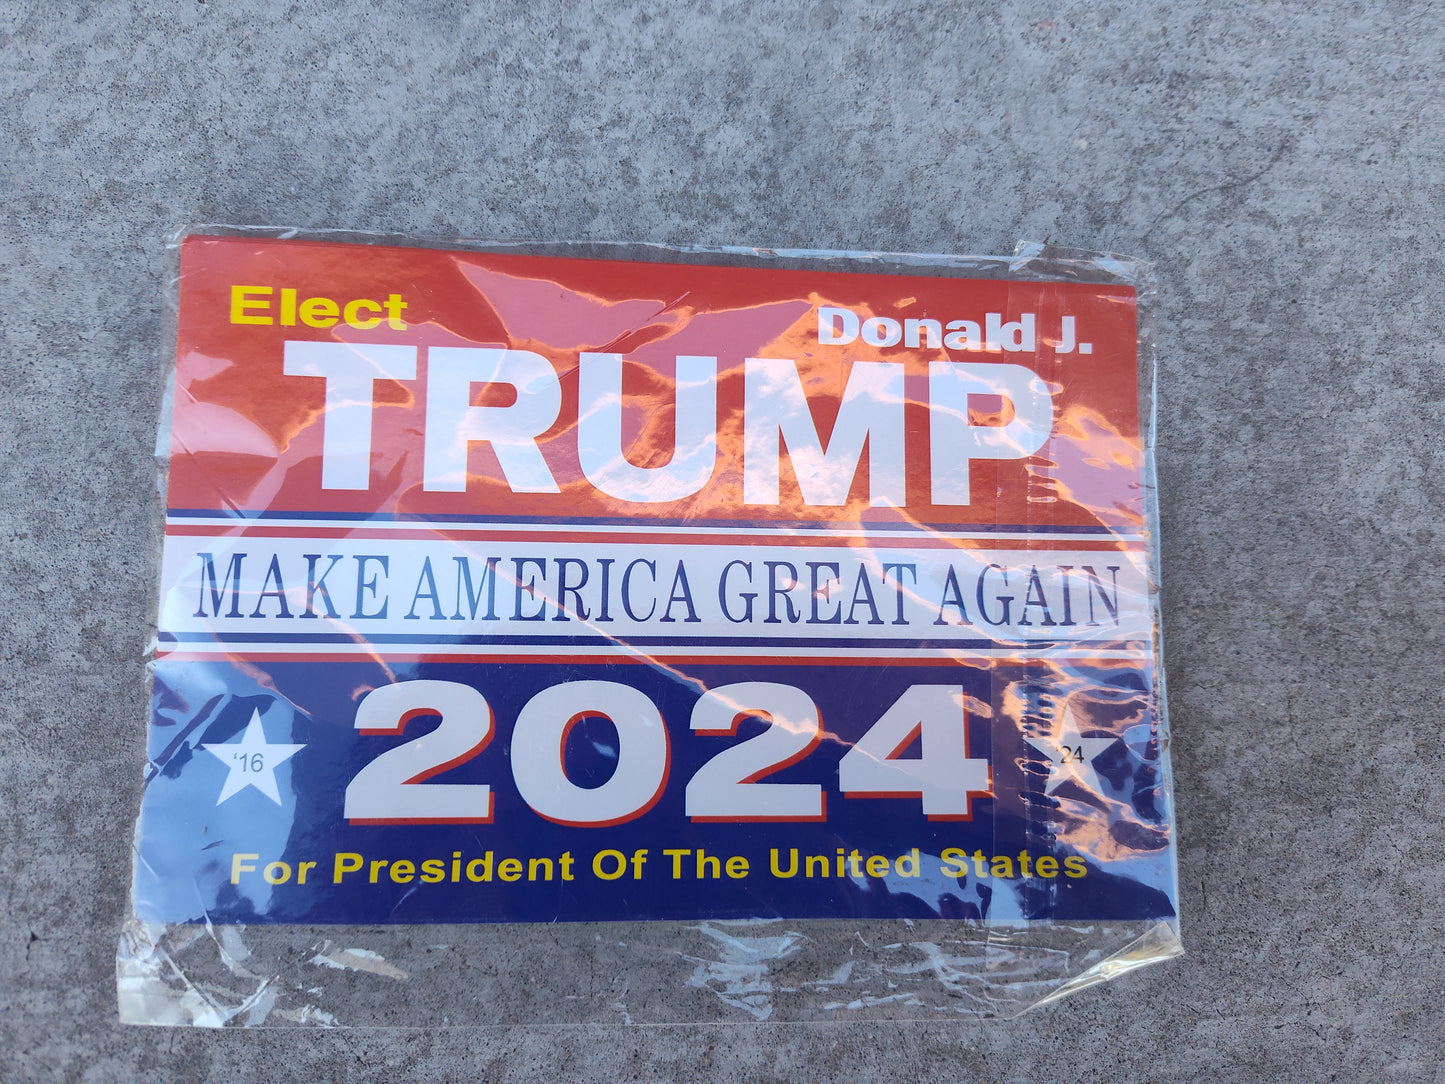 Elect
Donald J.
TRUMP
MAKE AMERICA GREAT AGAIN
'16
2024
'24
For President Of The United States